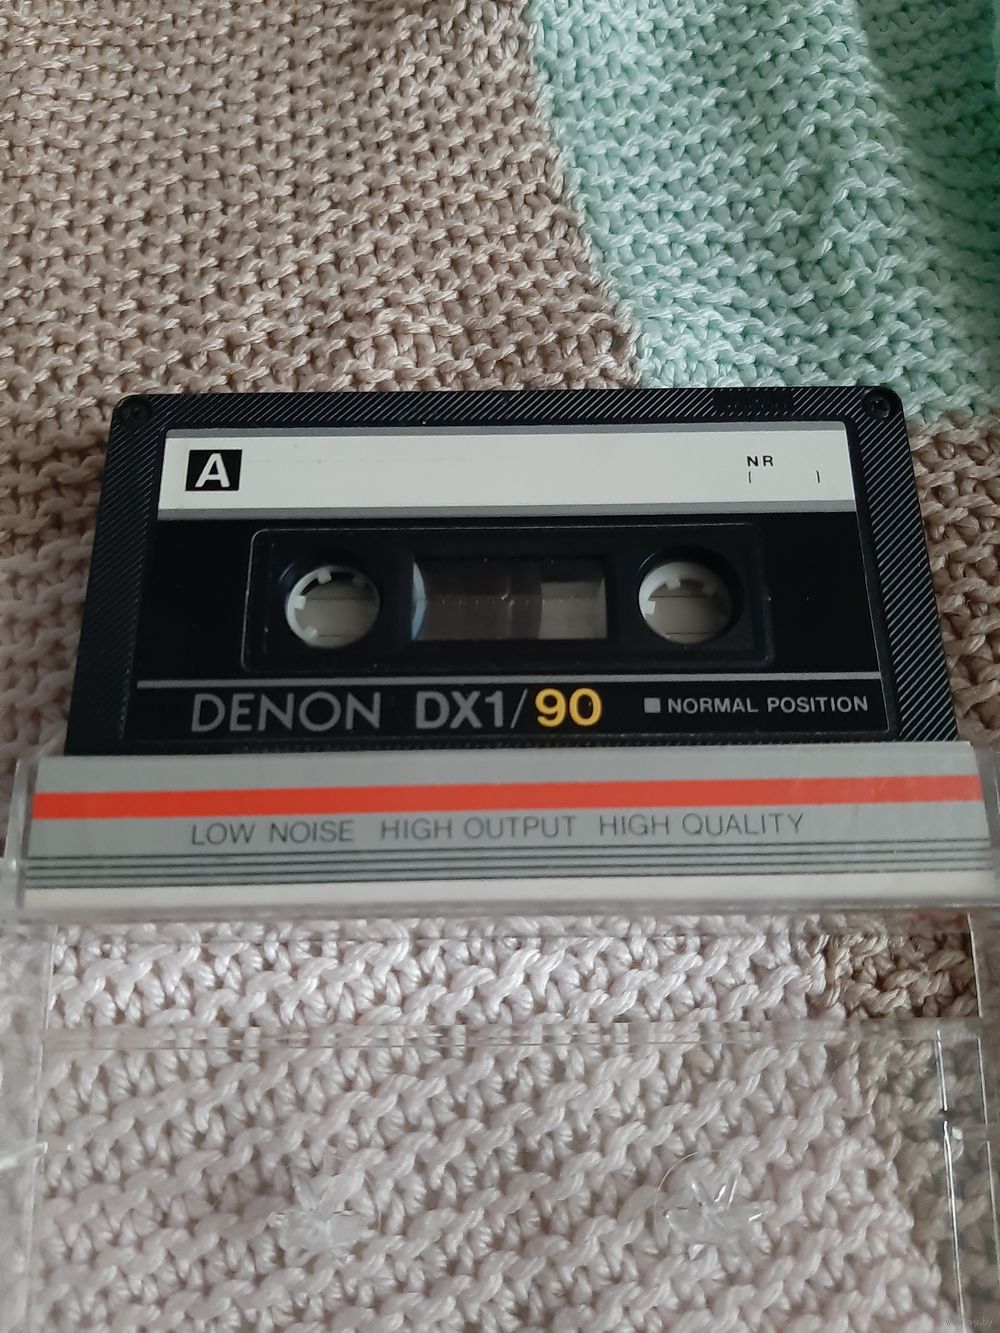 A
NR
DENON DX1/90 NORMAL POSITION
LOW NOISE HIGH OUTPUT HIGH QUALITY